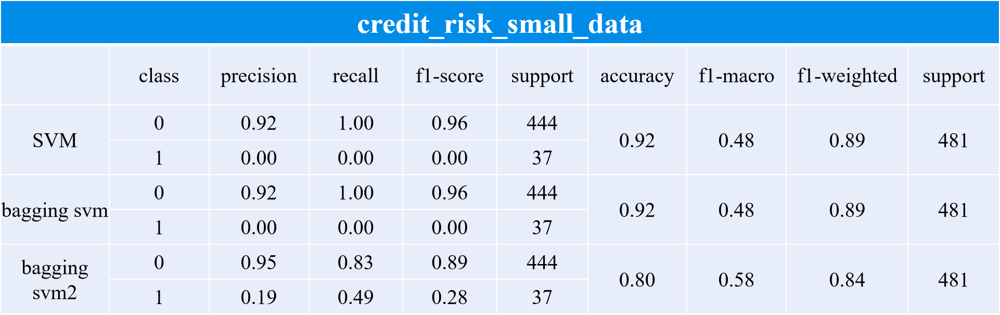 credit_risk_small_data
class precision recall f1-score support accuracy f1-macro f1-weighted support
SVM 0 0.92 1.00 0.96 444 0.92 0.48 0.89 481
1 0.00 0.00 0.00 37
bagging svm 0 0.92 1.00 0.96 444 0.92 0.48 0.89 481
1 0.00 0.00 0.00 37
bagging
svm2
0 0.95 0.83 0.89 444 0.80 0.58 0.84 481
1 0.19 0.49 0.28 37